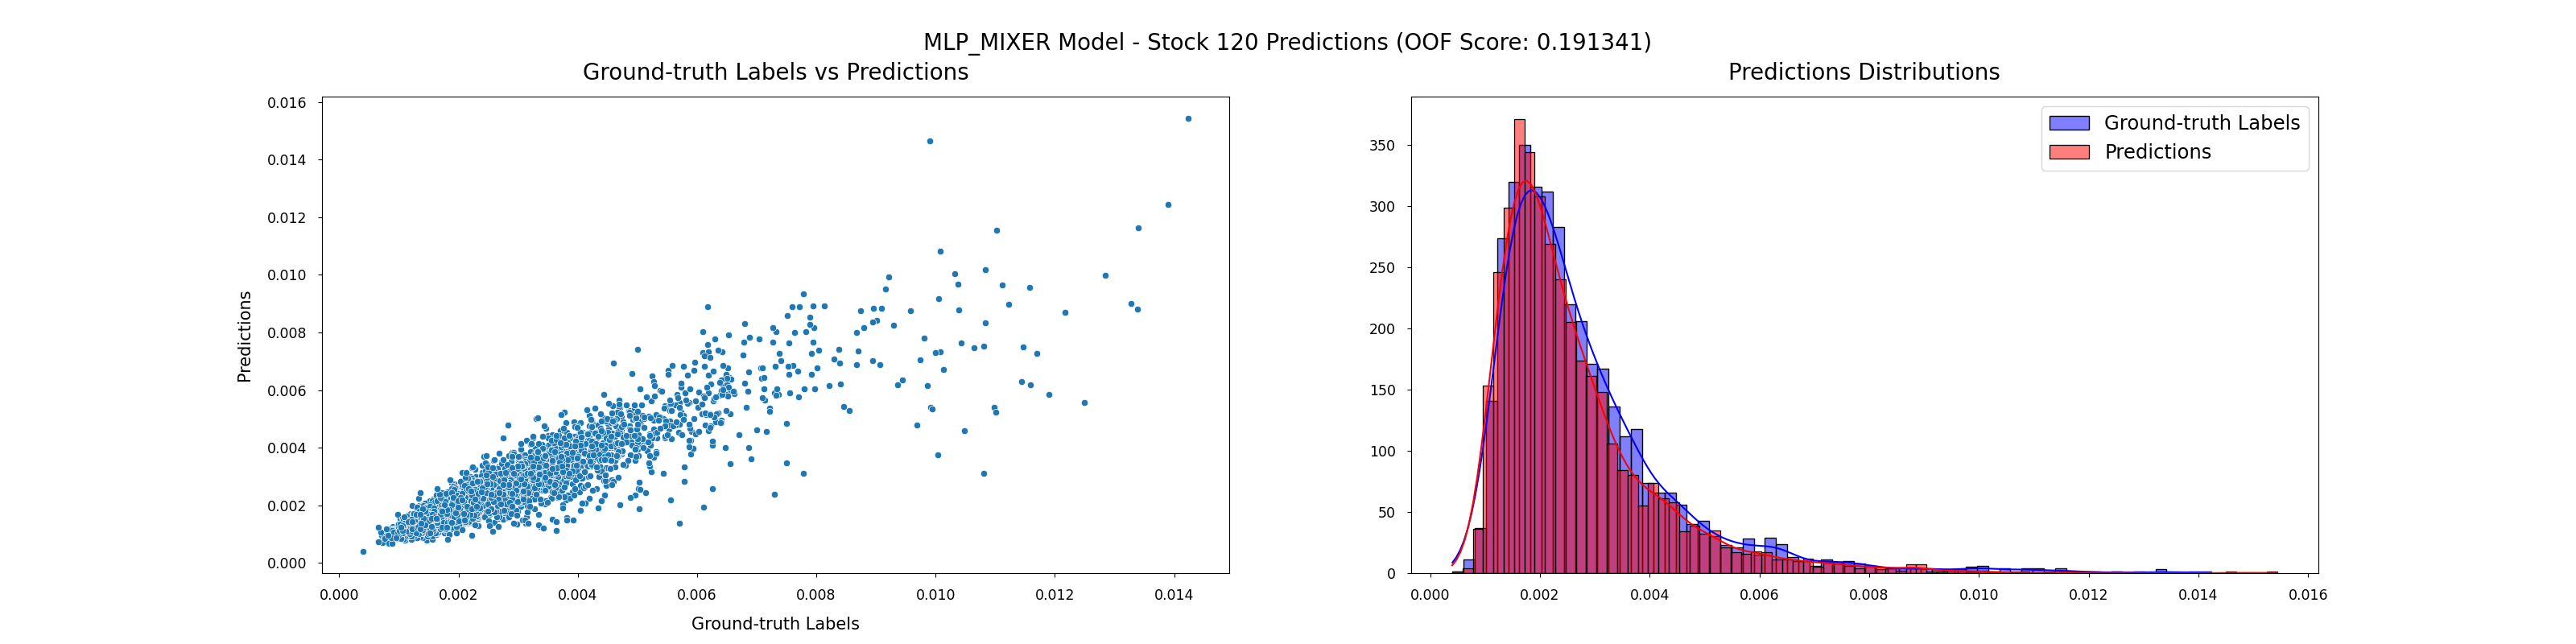 MLP_MIXER Model - Stock 120 Predictions (OOF Score: 0.191341)
Ground-truth Labels vs Predictions
0.016
0.014
0.012
0.010
0.008
0.006
0.004
0.002
0.000
Predictions
0.000 0.002 0.004 0.006 0.008 0.010 0.012 0.014
Ground-truth Labels
Predictions Distributions
Ground-truth Labels
Predictions
350
300
250
200
150
100
50
0
0.000 0.002 0.004 0.006 0.008 0.010 0.012 0.014 0.016